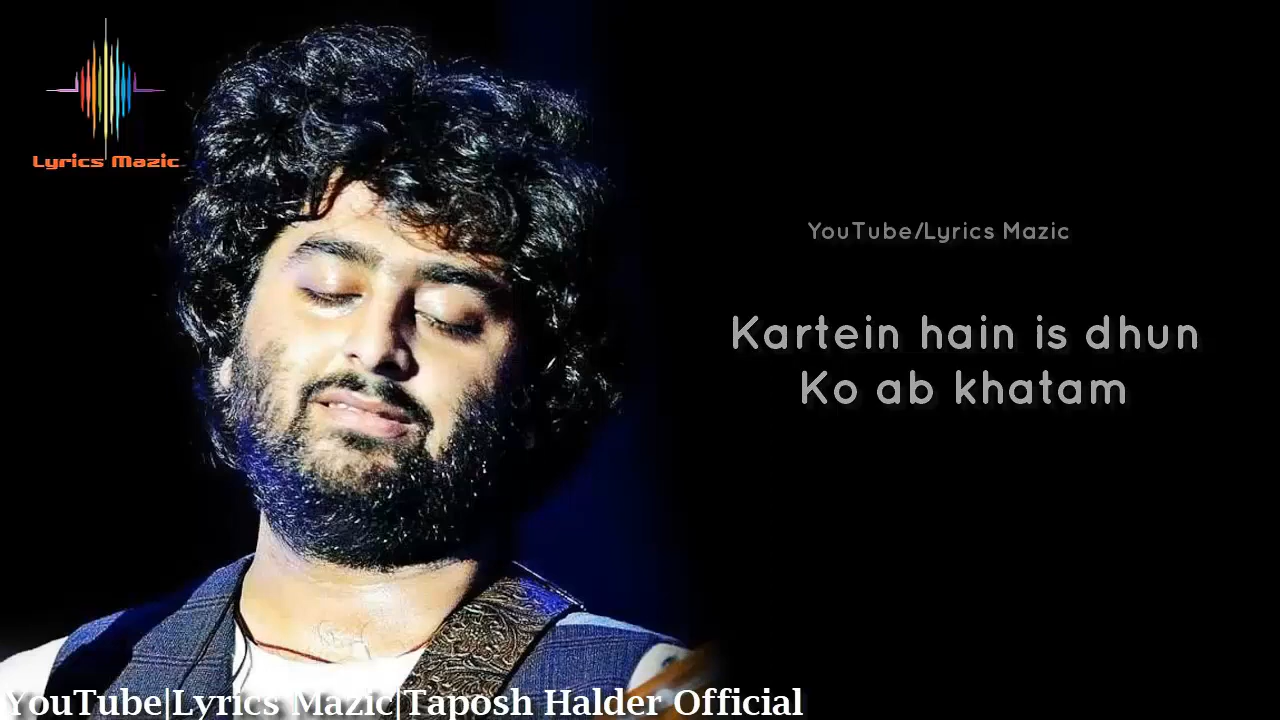 Lyrics Mazic
YouTube/Lyrics Mazic
Kartein hain is dhun
Ko ab khatam
YouTube|Lyrics Mazic|Taposh Halder Official